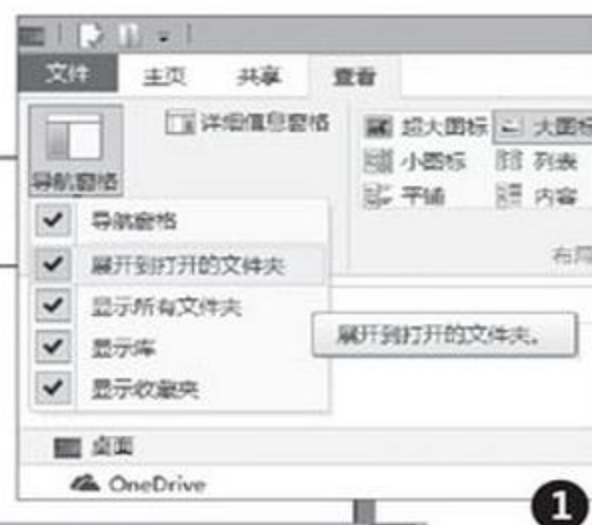 文件 主页 共享 查看
导航窗格
详细信息窗格
超大图标 大图标
小图标 列表
平铺 内容
布局
导航窗格
展开到打开的文件夹
显示所有文件夹
显示库
显示收藏夹
展开到打开的文件夹。
桌面
OneDrive
1